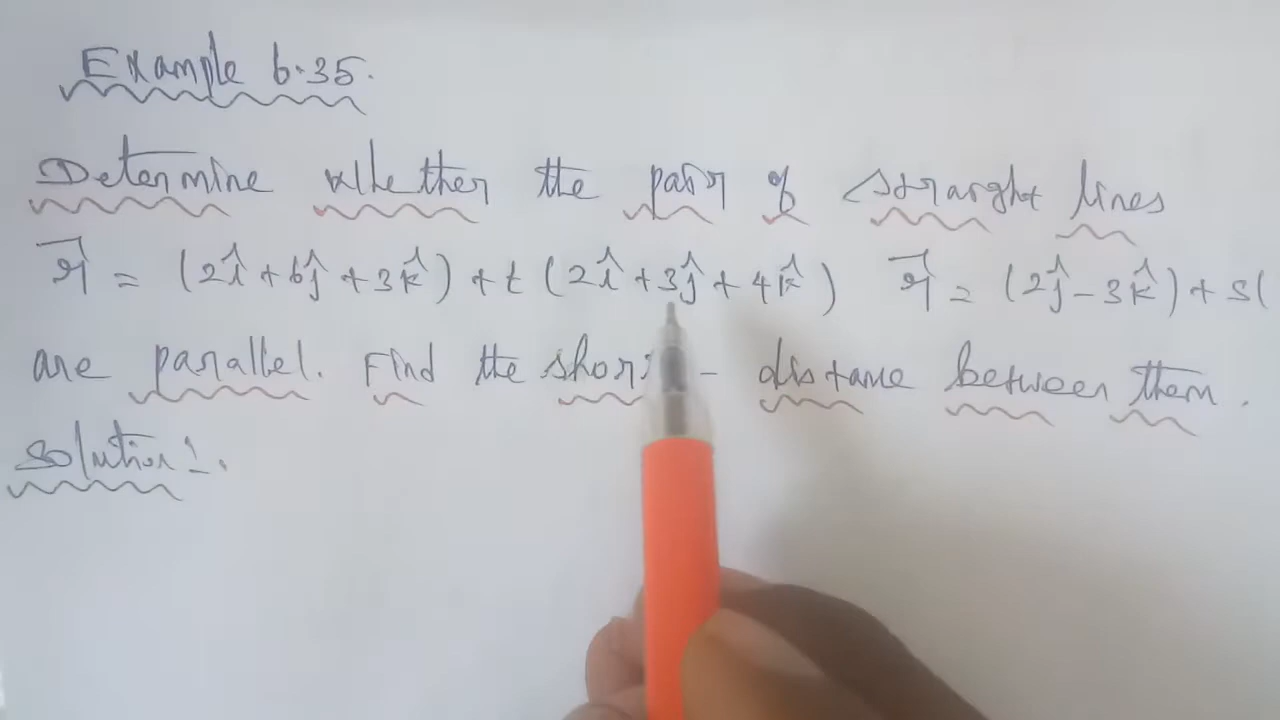 Example 6.35.
Determine whether the pair of straight lines
r⃗ = (2î + 6ĵ + 3k̂) + t (2î + 3ĵ + 4k̂) r⃗ = (2ĵ - 3k̂) + s(
are parallel. Find the distance between them.
Solution:.